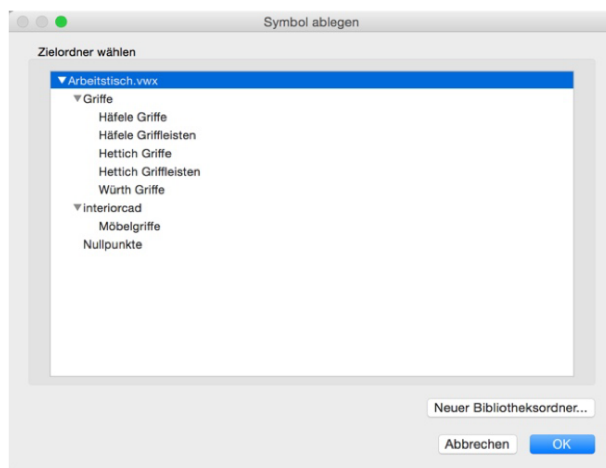 Symbol ablegen
Zielordner wählen
Arbeitstisch.vwx
Griffe
Häfele Griffe
Häfele Griffleisten
Hettich Griffe
Hettich Griffleisten
Würth Griffe
interiorcad
Möbelgriffe
Nullpunkte
Neuer Bibliotheksordner...
Abbrechen
OK